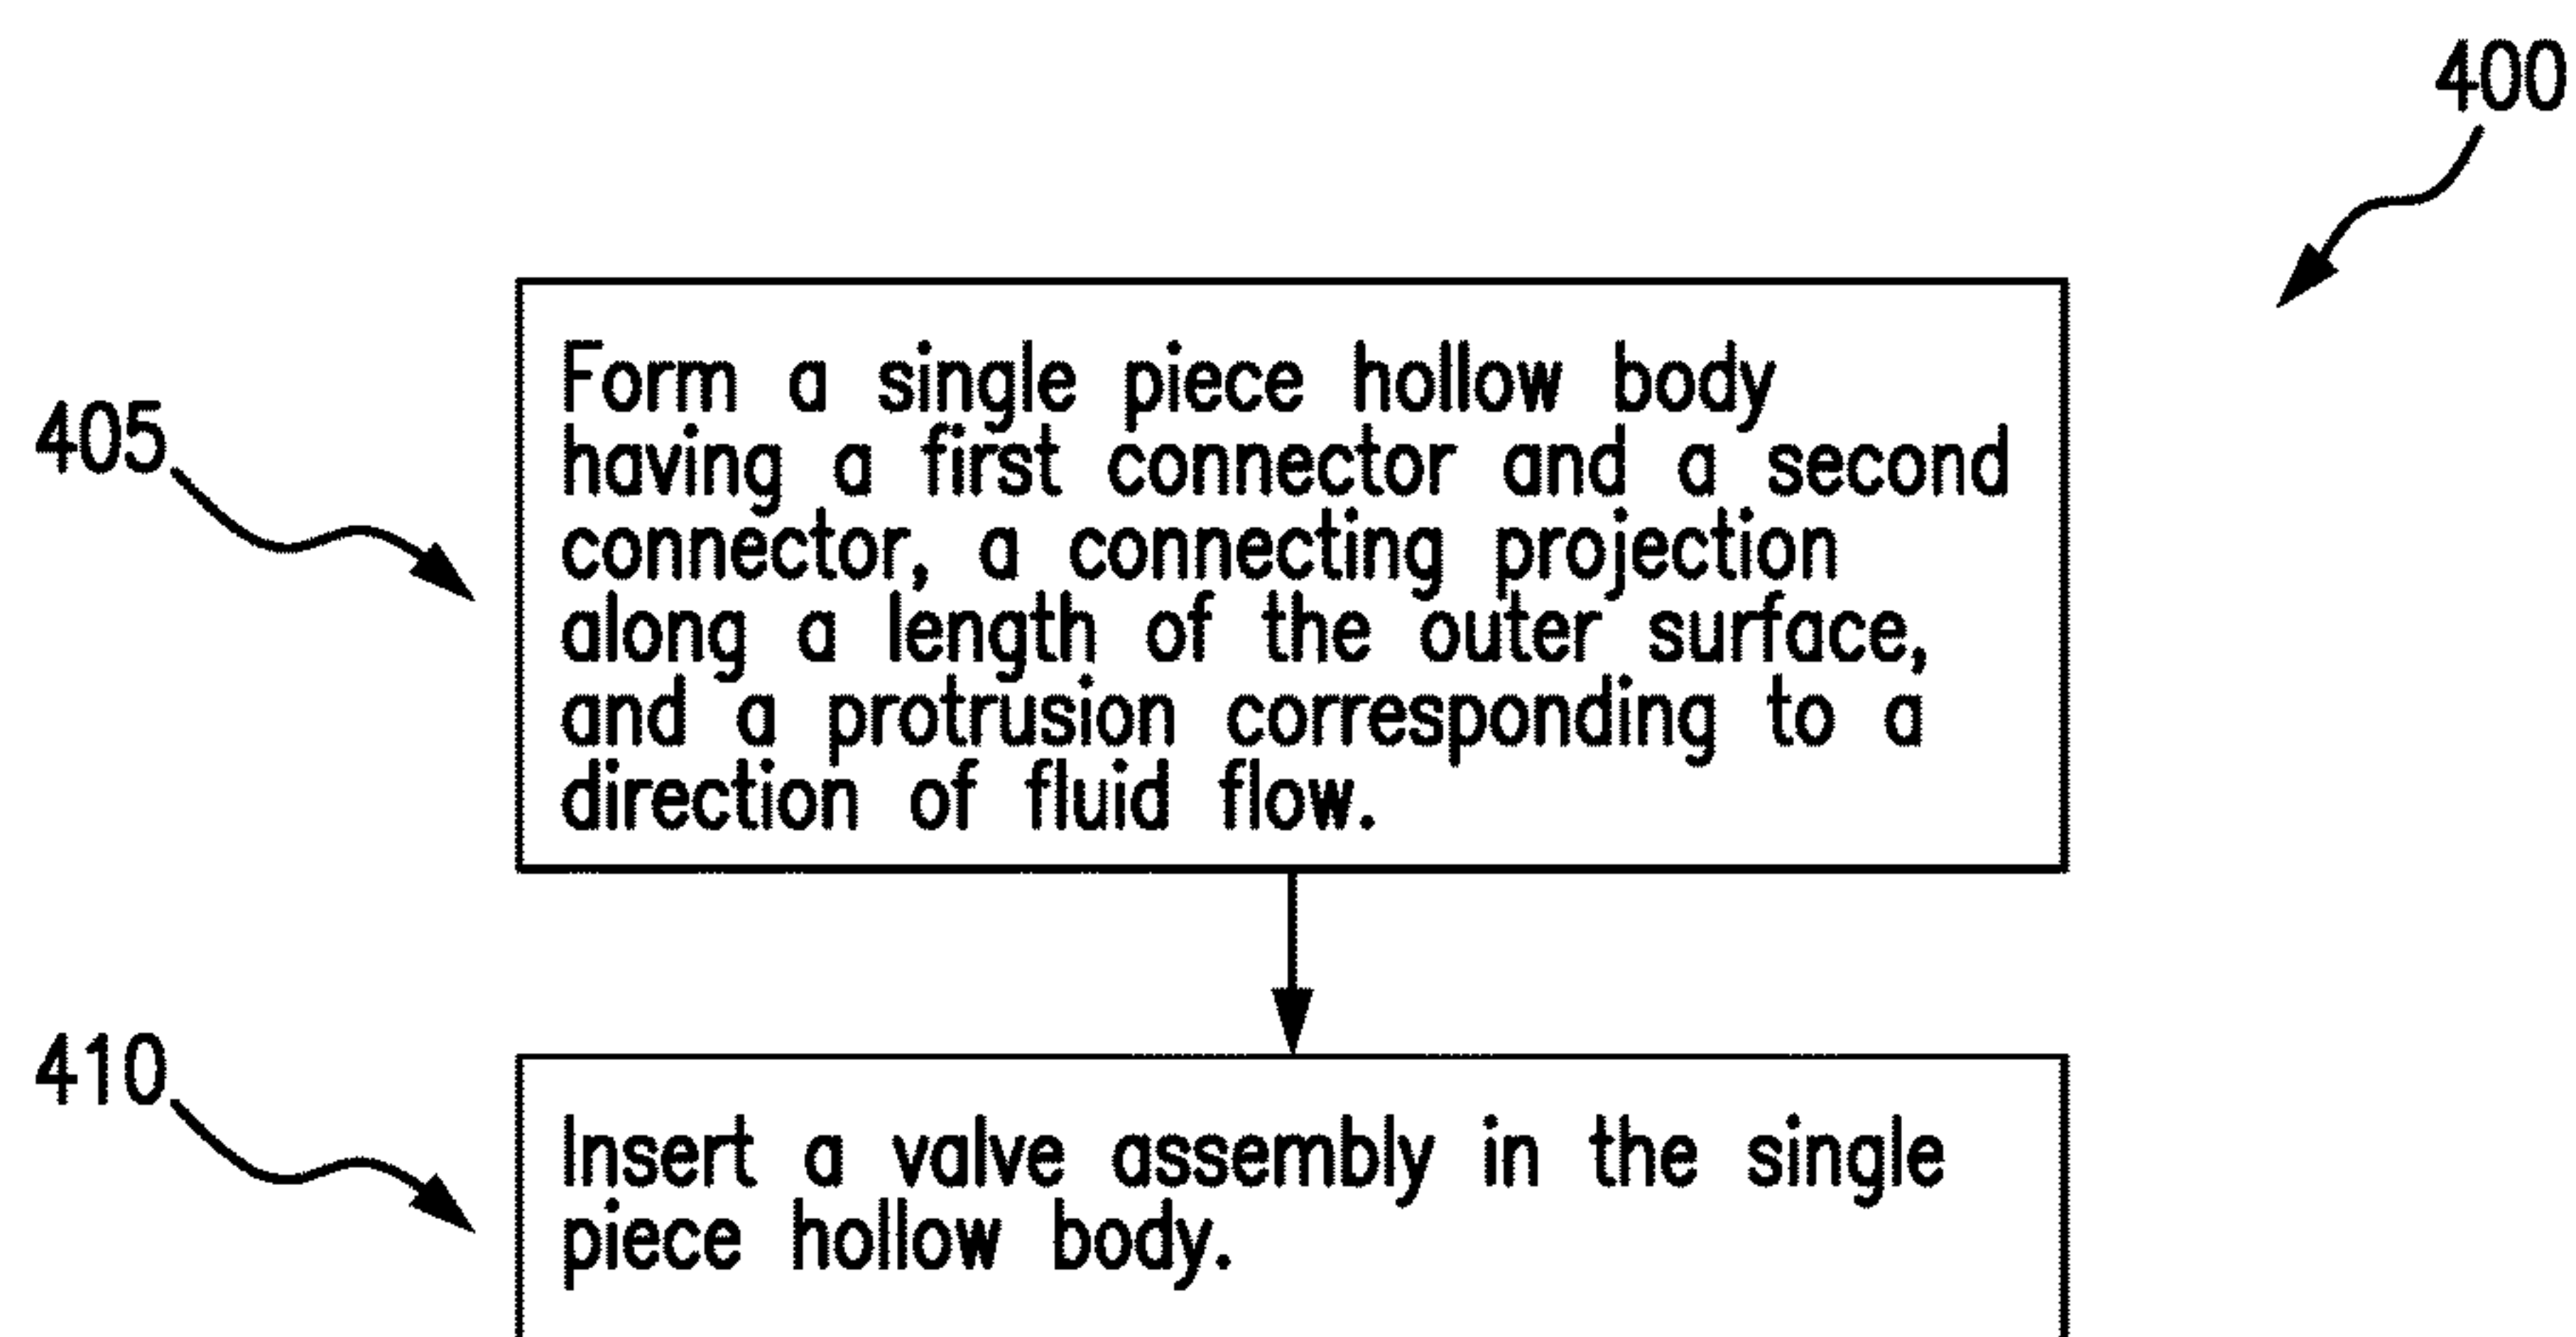 400
405
Form a single piece hollow body
having a first connector and a second
connector, a connecting projection
along a length of the outer surface,
and a protrusion corresponding to a
direction of fluid flow.
410
Insert a valve assembly in the single
piece hollow body.